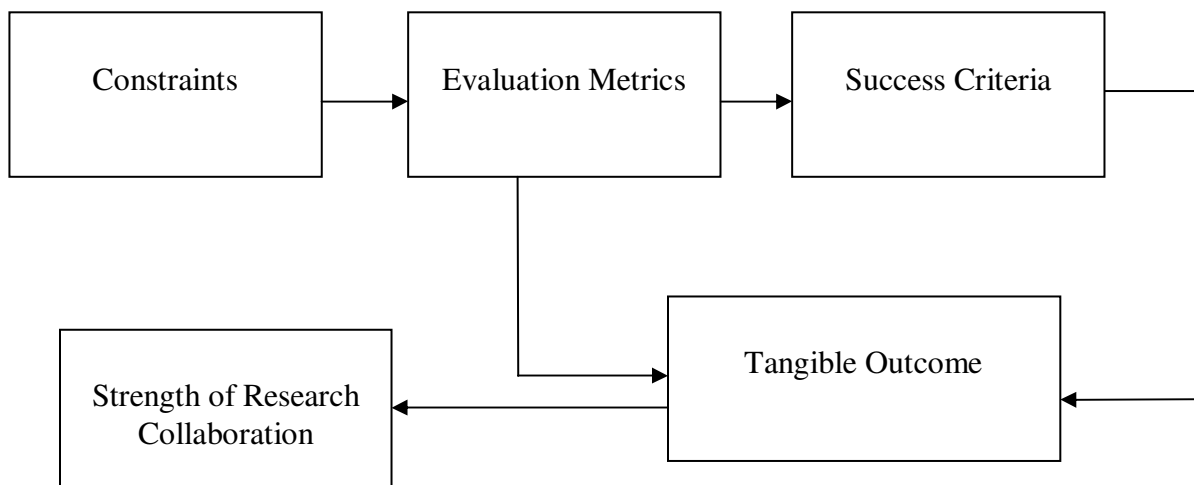 Constraints
Evaluation Metrics
Success Criteria
Tangible Outcome
Strength of Research
Collaboration